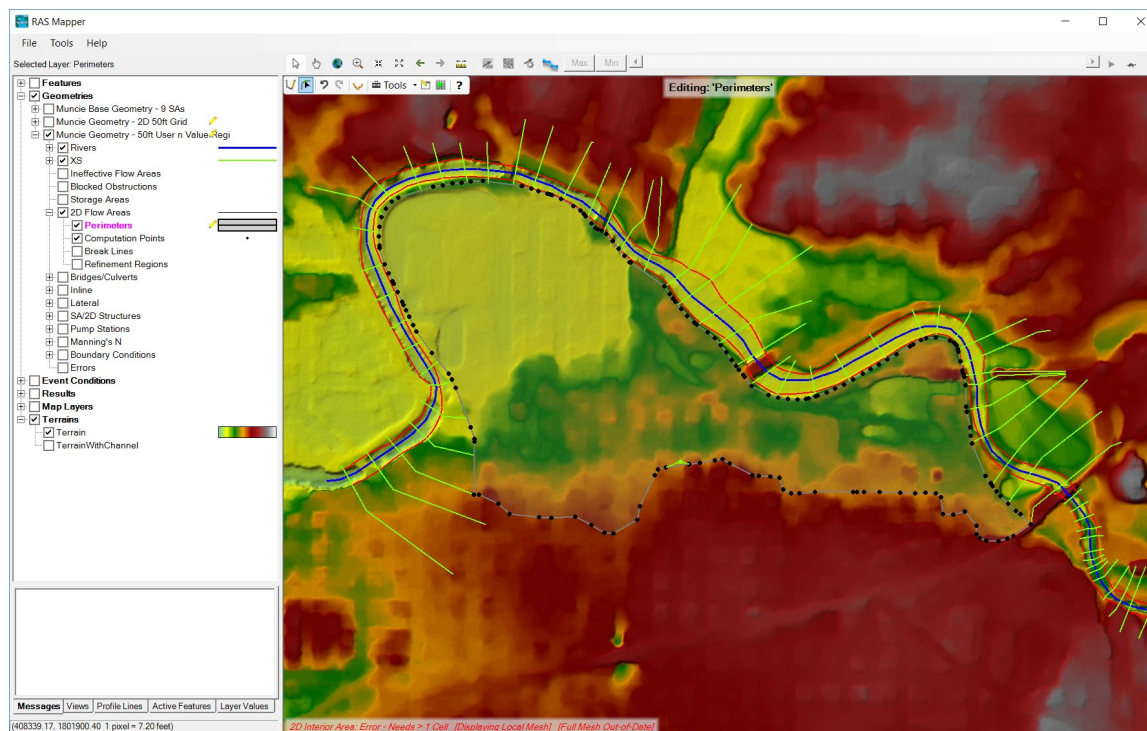 RAS Mapper
File Tools Help
Selected Layer: Perimeters
Max Min
Tools ?
Editing: 'Perimeters'
Features
Geometries
Muncie Base Geometry - 9 SAs
Muncie Geometry - 2D 50ft Grid
Muncie Geometry - 50ft User n Value Regi
Rivers
XS
Ineffective Flow Areas
Blocked Obstructions
Storage Areas
2D Flow Areas
Perimeters
Computation Points
Break Lines
Refinement Regions
Bridges/Culverts
Inline
Lateral
SA/2D Structures
Pump Stations
Manning's N
Boundary Conditions
Errors
Event Conditions
Results
Map Layers
Terrains
Terrain
TerrainWithChannel
Messages Views Profile Lines Active Features Layer Values
(408339.17, 1801900.40 1 pixel = 7.20 feet)
2D Interior Area: Error - Needs > 1 Cell [Displaying Local Mesh] [Full Mesh Out-of-Date]